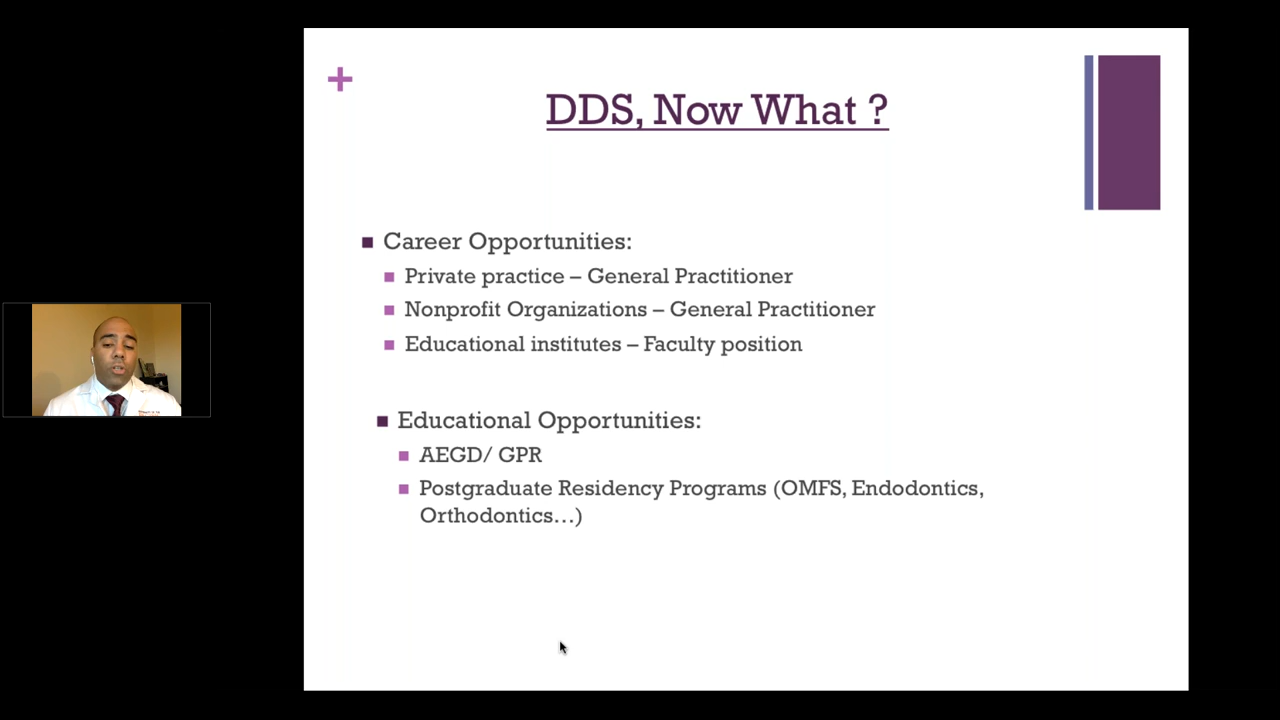 DDS, Now What ?
Career Opportunities:
Private practice – General Practitioner
Nonprofit Organizations – General Practitioner
Educational institutes – Faculty position
Educational Opportunities:
AEGD/ GPR
Postgraduate Residency Programs (OMFS, Endodontics,
Orthodontics…)